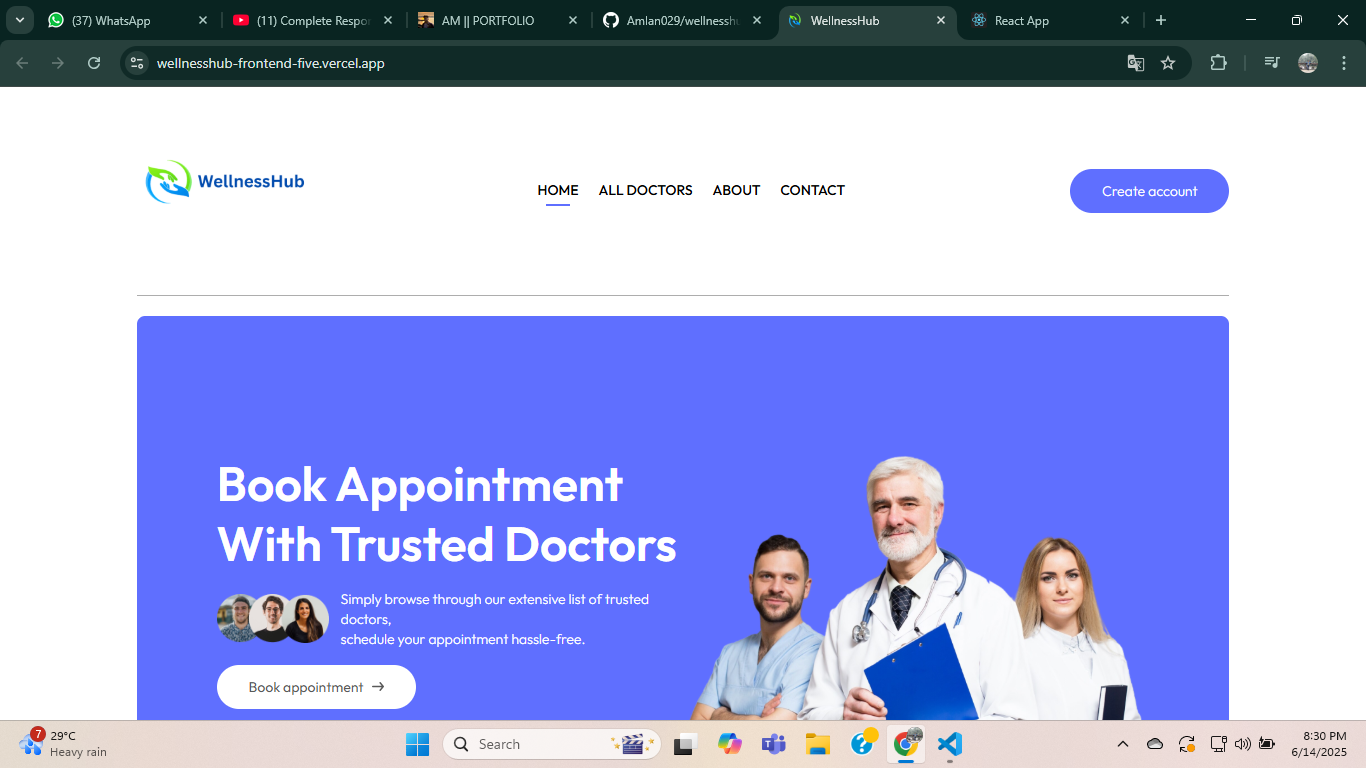 (37) WhatsApp
(11) Complete Respor
AM || PORTFOLIO
Amlan029/wellnesshu
WellnessHub
React App
wellnesshub-frontend-five.vercel.app
WellnessHub
HOME
ALL DOCTORS
ABOUT
CONTACT
Create account
Book Appointment
With Trusted Doctors
Simply browse through our extensive list of trusted
doctors,
schedule your appointment hassle-free.
Book appointment
7
29°C
Heavy rain
Search
8:30 PM
6/14/2025